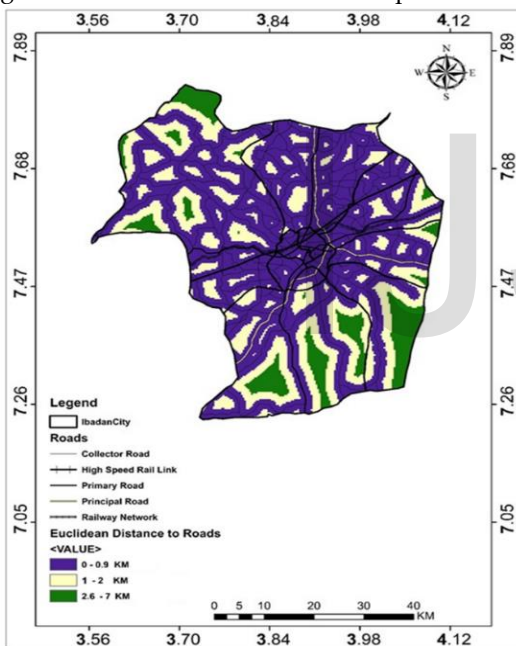 3.56 3.70 3.84 3.98 4.12
7.89 7.89
N
W E
S
7.68 7.68
7.47 7.47
7.26 7.26
7.05 7.05
Legend
IbadanCity
Roads
Collector Road
High Speed Rail Link
Primary Road
Principal Road
Railway Network
Euclidean Distance to Roads
<VALUE>
0 - 0.9 KM
1 - 2 KM
2.6 - 7 KM
0 5 10 20 30 40
KM
3.56 3.70 3.84 3.98 4.12